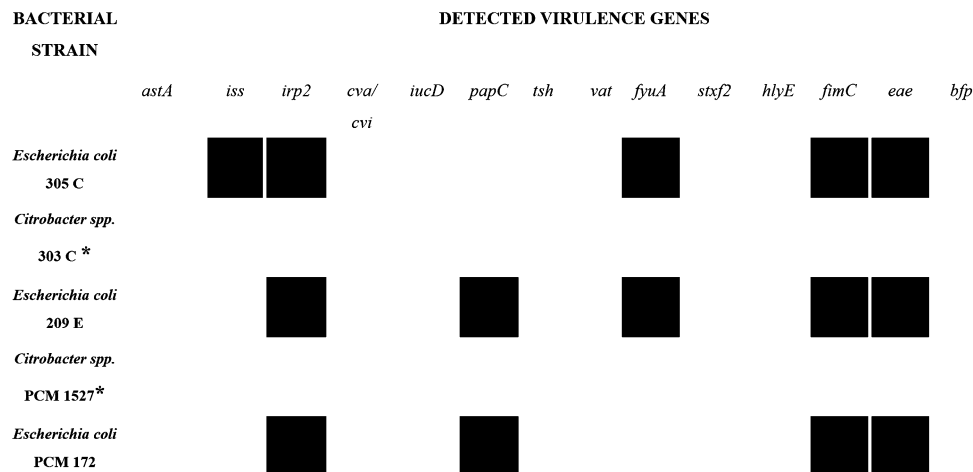 BACTERIAL STRAIN
DETECTED VIRULENCE GENES
astA iss irp2 cva/ cvi iucD papC tsh vat fyuA stxf2 hlyE fimC eae bfp
Escherichia coli
305 C
Citrobacter spp.
303 C *
Escherichia coli
209 E
Citrobacter spp.
PCM 1527*
Escherichia coli
PCM 172